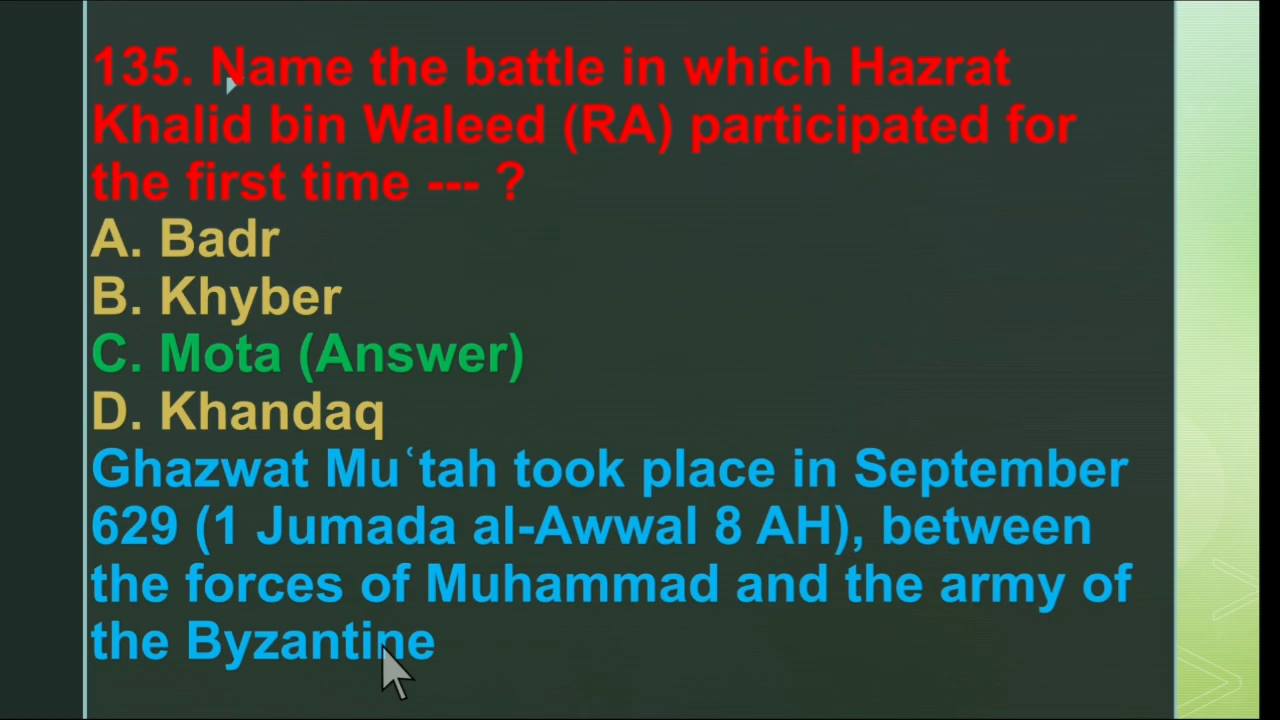 135. Name the battle in which Hazrat
Khalid bin Waleed (RA) participated for
the first time --- ?
A. Badr
B. Khyber
C. Mota (Answer)
D. Khandaq
Ghazwat Muʿtah took place in September
629 (1 Jumada al-Awwal 8 AH), between
the forces of Muhammad and the army of
the Byzantine